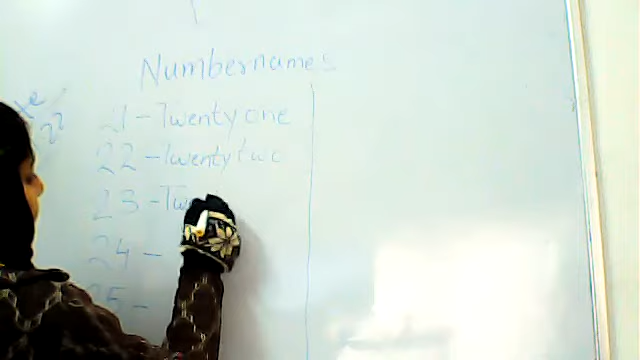 Numbernames
21 - Twenty one
22 - Twenty two
23 - Tw
24 -
25 -